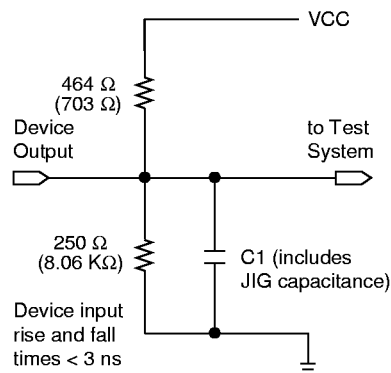 VCC
464 Ω
(703 Ω)
Device
Output
to Test
System
250 Ω
(8.06 KΩ)
C1 (includes
JIG capacitance)
Device input
rise and fall
times < 3 ns